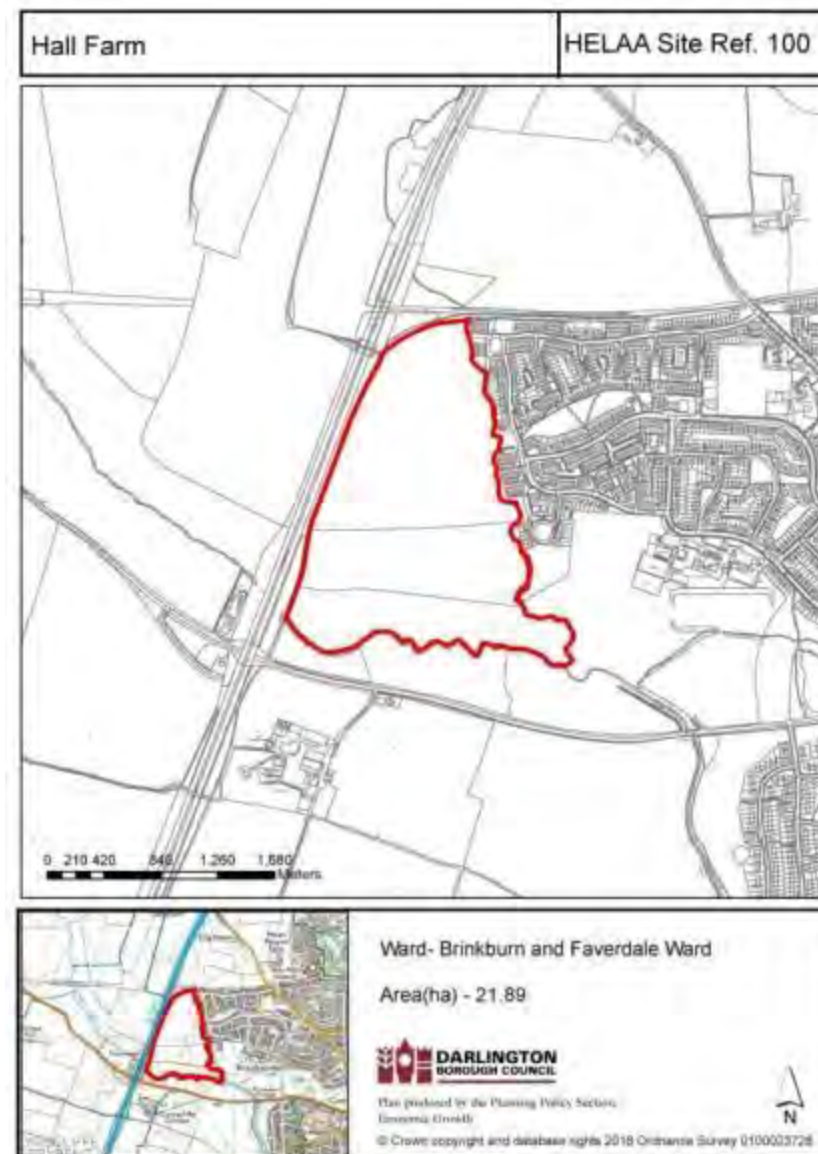 Hall Farm
HELAA Site Ref. 100
0 210 420 840 1,260 1,680
Meters
Ward- Brinkburn and Faverdale Ward
Area(ha) - 21.89
DARLINGTON
BOROUGH COUNCIL
Plan produced by the Planning Policy Section,
Economic Growth
N
© Crown copyright and database rights 2018 Ordnance Survey 0100023728